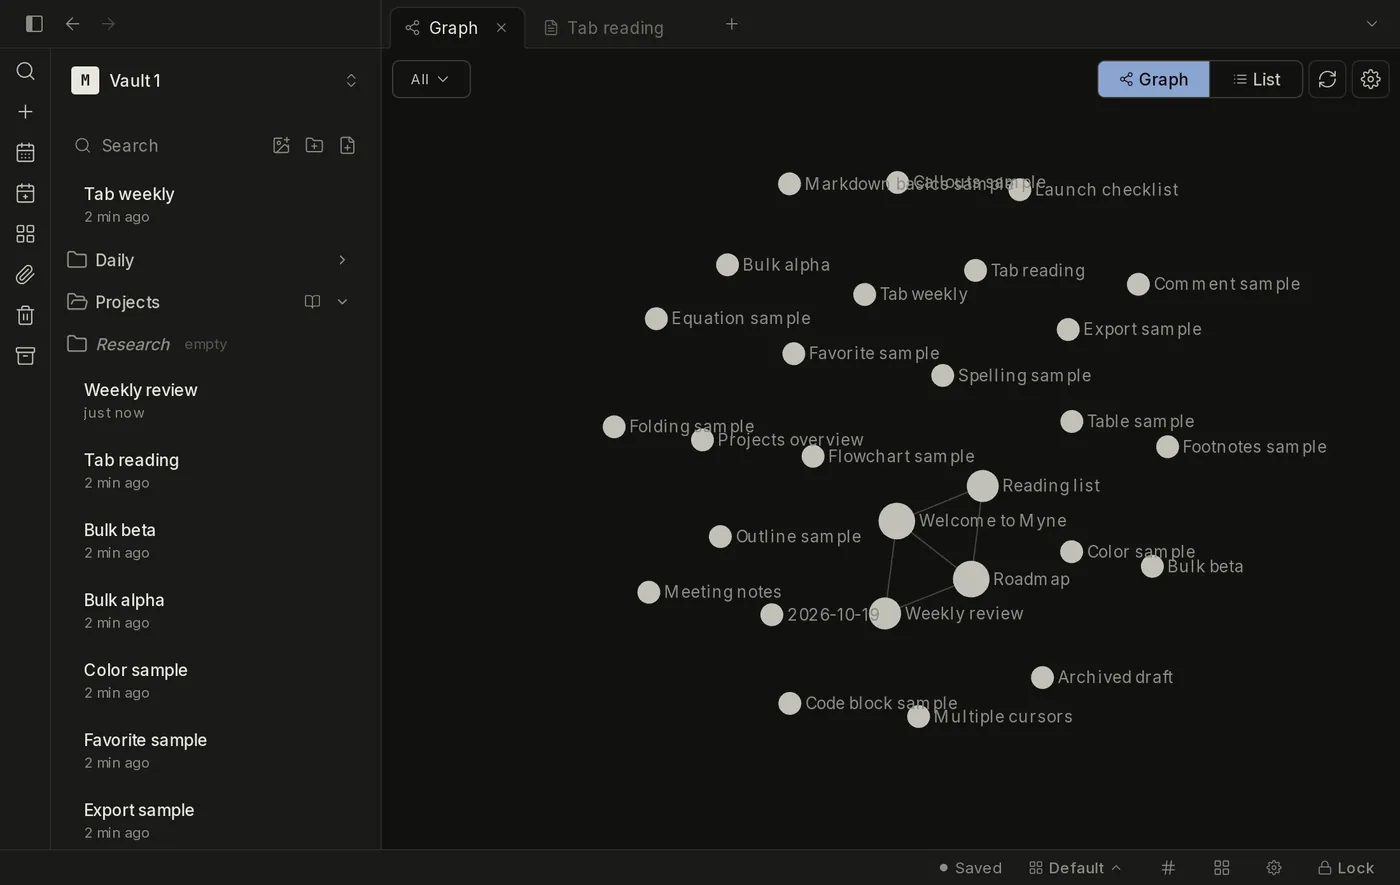 Graph
Tab reading
M Vault 1
All
Graph
List
Search
Tab weekly
2 min ago
Daily
Projects
Research empty
Weekly review
just now
Tab reading
2 min ago
Bulk beta
2 min ago
Bulk alpha
2 min ago
Color sample
2 min ago
Favorite sample
2 min ago
Export sample
2 min ago
Markdown basics sample
Callouts sample
Launch checklist
Bulk alpha
Tab reading
Comment sample
Tab weekly
Equation sample
Export sample
Favorite sample
Spelling sample
Folding sample
Table sample
Projects overview
Footnotes sample
Flowchart sample
Reading list
Welcome to Myne
Outline sample
Color sample
Bulk beta
Roadmap
Meeting notes
2026-10-19
Weekly review
Archived draft
Code block sample
Multiple cursors
Saved
Default
Lock